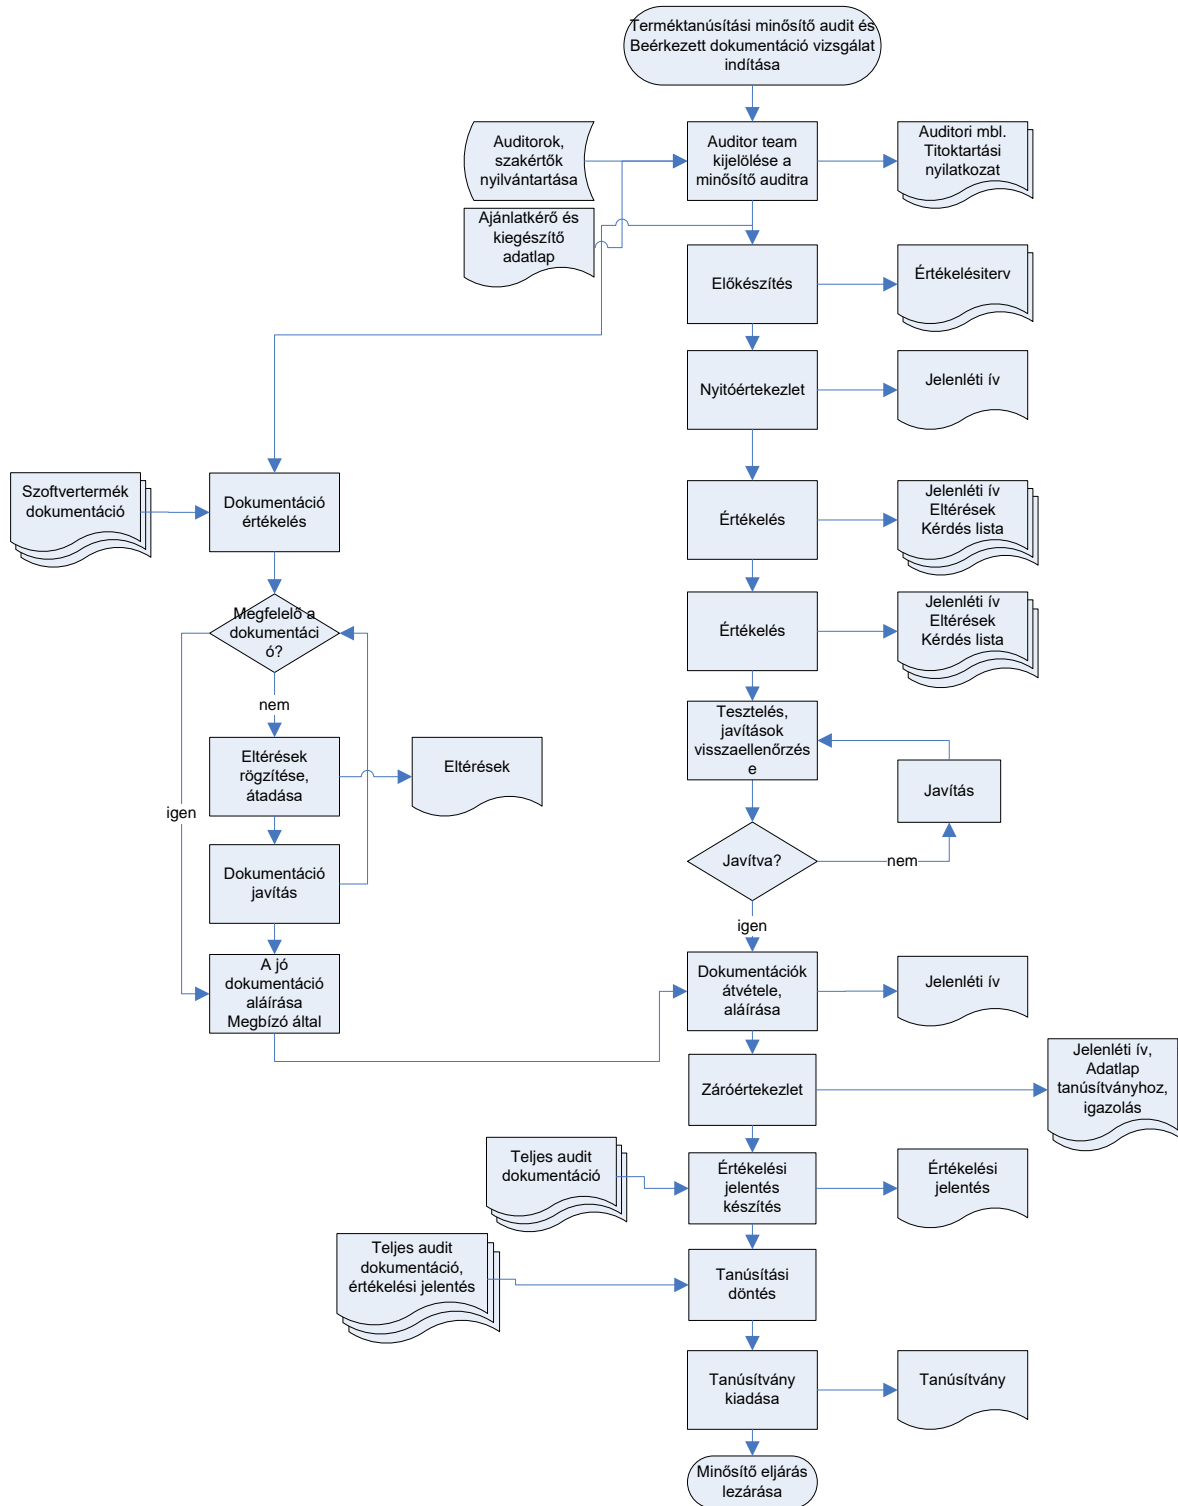 Terméktanúsítási minősítő audit és
Beérkezett dokumentáció vizsgálat
indítása
Auditorok,
szakértők
nyilvántartása
Auditor team
kijelölése a
minősítő auditra
Auditori mbl.
Titoktartási
nyilatkozat
Ajánlatkérő és
kiegészítő
adatlap
Előkészítés
Értékelésiterv
Nyitóértekezlet
Jelenléti ív
Szoftvertermék
dokumentáció
Dokumentáció
értékelés
Értékelés
Jelenléti ív
Eltérések
Kérdés lista
Megfelelő a
dokumentáci
ó?
Értékelés
Jelenléti ív
Eltérések
Kérdés lista
nem
Tesztelés,
javítások
visszaellenőrzés
e
Eltérések
rögzítése,
átadása
Eltérések
Javítás
igen
Javítva?
nem
Dokumentáció
javítás
igen
A jó
dokumentáció
aláírása
Megbízó által
Dokumentációk
átvétele,
aláírása
Jelenléti ív
Záróértekezlet
Jelenléti ív,
Adatlap
tanúsítványhoz,
igazolás
Teljes audit
dokumentáció
Értékelési
jelentés
készítés
Értékelési
jelentés
Teljes audit
dokumentáció,
értékelési jelentés
Tanúsítási
döntés
Tanúsítvány
kiadása
Tanúsítvány
Minősítő eljárás
lezárása